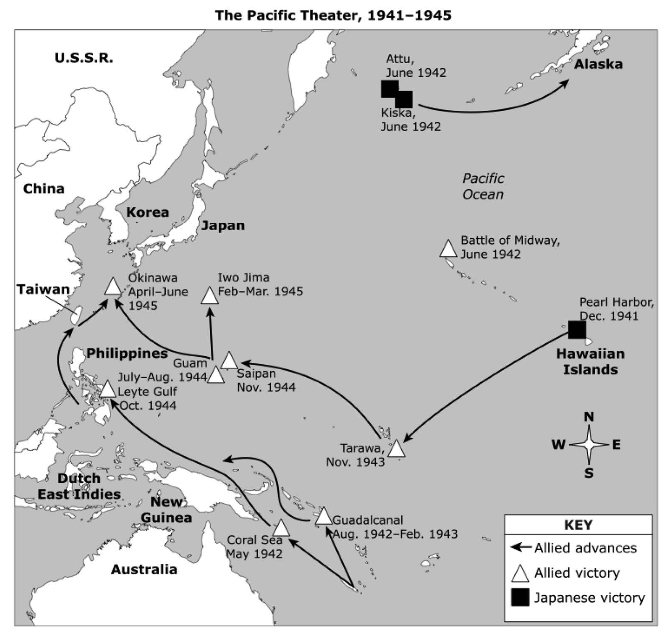 The Pacific Theater, 1941–1945
U.S.S.R.
Attu,
June 1942
Alaska
Kiska,
June 1942
China
Pacific
Ocean
Korea
Japan
Battle of Midway,
June 1942
Okinawa
April–June
1945
Iwo Jima
Feb–Mar. 1945
Taiwan
Pearl Harbor,
Dec. 1941
Hawaiian
Islands
Philippines
Guam
July–Aug. 1944
Saipan
Nov. 1944
Leyte Gulf
Oct. 1944
N
W E
S
Tarawa,
Nov. 1943
Dutch
East Indies
New
Guinea
Guadalcanal
Aug. 1942–Feb. 1943
Coral Sea
May 1942
Australia
KEY
Allied advances
Allied victory
Japanese victory